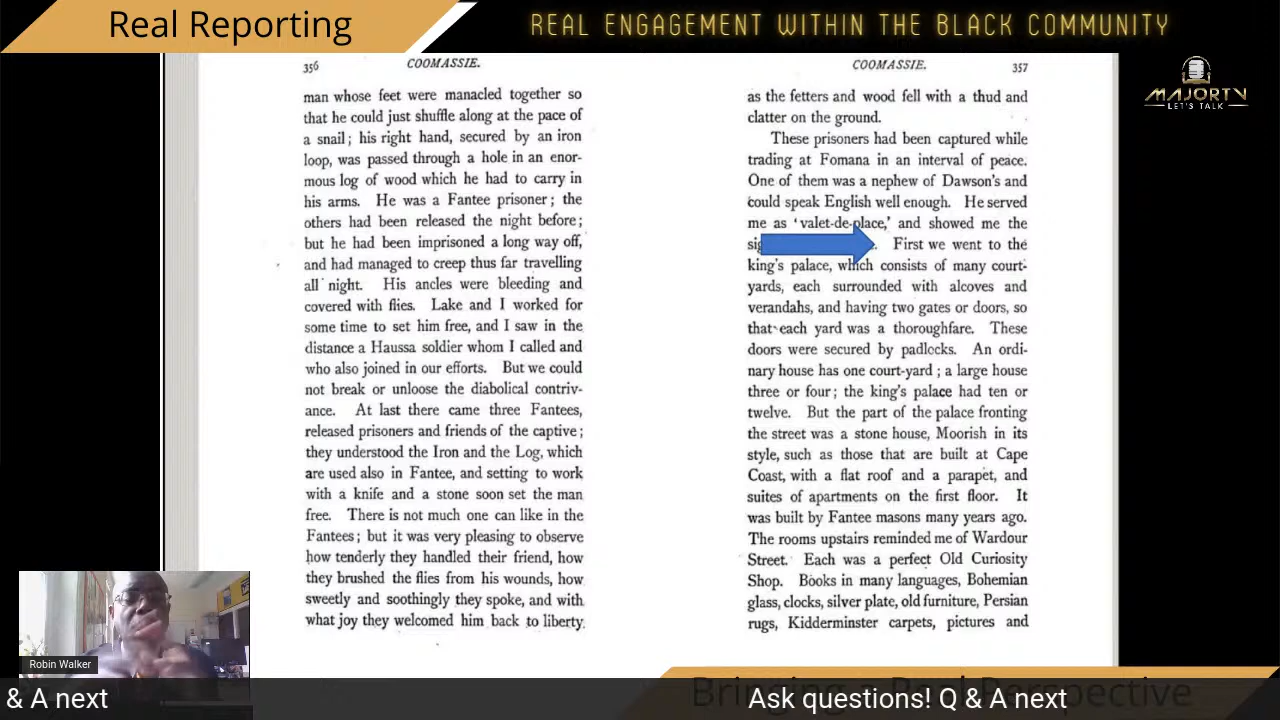 Real Reporting
REAL ENGAGEMENT WITHIN THE BLACK COMMUNITY
MAJORTV
LET'S TALK
356
COOMASSIE.
man whose feet were manacled together so
that he could just shuffle along at the pace of
a snail; his right hand, secured by an iron
loop, was passed through a hole in an enor-
mous log of wood which he had to carry in
his arms. He was a Fantee prisoner; the
others had been released the night before;
but he had been imprisoned a long way off,
and had managed to creep thus far travelling
all night. His ancles were bleeding and
covered with flies. Lake and I worked for
some time to set him free, and I saw in the
distance a Haussa soldier whom I called and
who also joined in our efforts. But we could
not break or unloose the diabolical contriv-
ance. At last there came three Fantees,
released prisoners and friends of the captive;
they understood the Iron and the Log, which
are used also in Fantee, and setting to work
with a knife and a stone soon set the man
free. There is not much one can like in the
Fantees; but it was very pleasing to observe
how tenderly they handled their friend, how
they brushed the flies from his wounds, how
sweetly and soothingly they spoke, and with
what joy they welcomed him back to liberty
COOMASSIE.
357
as the fetters and wood fell with a thud and
clatter on the ground.
These prisoners had been captured while
trading at Fomana in an interval of peace.
One of them was a nephew of Dawson's and
could speak English well enough. He served
me as 'valet-de-place,' and showed me the
First we went to the
king's palace, which consists of many court-
yards, each surrounded with alcoves and
verandahs, and having two gates or doors, so
that each yard was a thoroughfare. These
doors were secured by padlocks. An ordi-
nary house has one court-yard; a large house
three or four; the king's palace had ten or
twelve. But the part of the palace fronting
the street was a stone house, Moorish in its
style, such as those that are built at Cape
Coast, with a flat roof and a parapet, and
suites of apartments on the first floor. It
was built by Fantee masons many years ago.
The rooms upstairs reminded me of Wardour
Street. Each was a perfect Old Curiosity
Shop. Books in many languages, Bohemian
glass, clocks, silver plate, old furniture, Persian
rugs, Kidderminster carpets, pictures and
Robin Walker
Bringing a Real Perspective
& A next
Ask questions! Q & A next